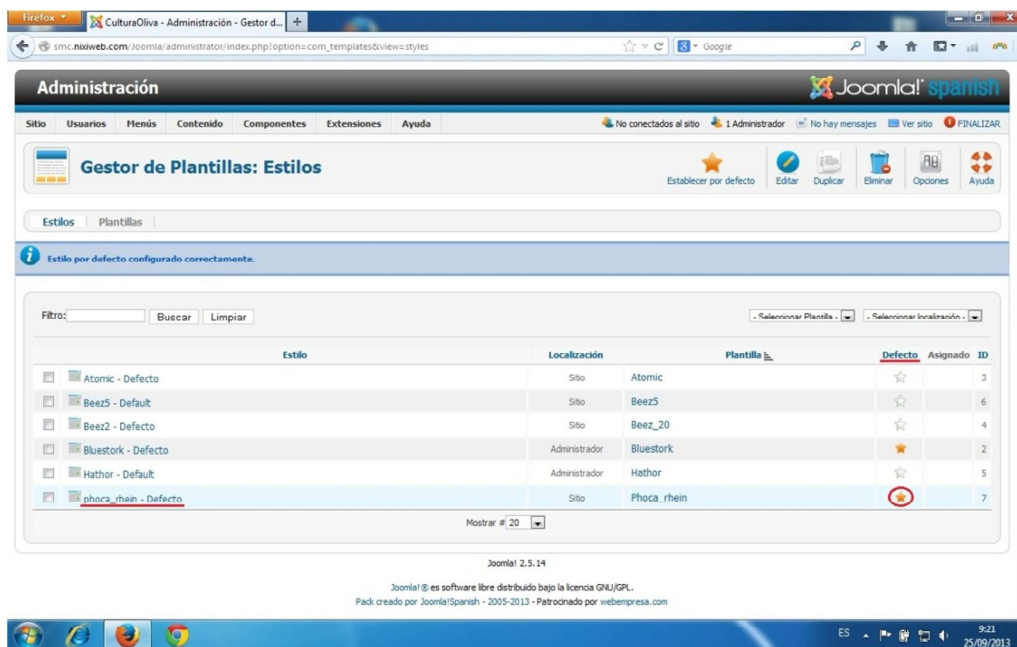 Firefox
CulturaOliva - Administración - Gestor d...
smc.nixiweb.com/Joomla/administrator/index.php?option=com_templates&view=styles
Google
Administración
Joomla! spanish
Sitio Usuarios Menús Contenido Componentes Extensiones Ayuda
No conectados al sitio 1 Administrador No hay mensajes Ver sitio FINALIZAR
Gestor de Plantillas: Estilos
Establecer por defecto Editar Duplicar Eliminar Opciones Ayuda
Estilos Plantillas
Estilo por defecto configurado correctamente.
Filtro: Buscar Limpiar - Seleccionar Plantilla - - Seleccionar localización -
Estilo Localización Plantilla Defecto Asignado ID
Atomic - Defecto Sitio Atomic 3
Beez5 - Default Sitio Beez5 6
Beez2 - Defecto Sitio Beez_20 4
Bluestork - Defecto Administrador Bluestork 2
Hathor - Default Administrador Hathor 5
phoca_rhein - Defecto Sitio Phoca_rhein 7
Mostrar # 20
Joomla! 2.5.14
Joomla! ® es software libre distribuido bajo la licencia GNU/GPL.
Pack creado por Joomla!Spanish - 2005-2013 - Patrocinado por webempresa.com
ES 9:21
25/09/2013